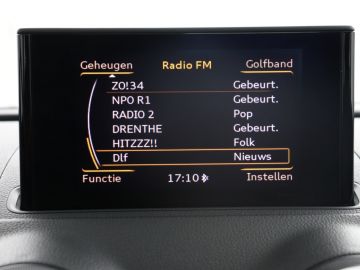 Geheugen Radio FM Golfband
ZO!34 Gebeurt.
NPO R1 Gebeurt.
RADIO 2 Pop
DRENTHE Gebeurt.
HITZZZ!! Folk
Dlf Nieuws
Functie 17:10 Instellen